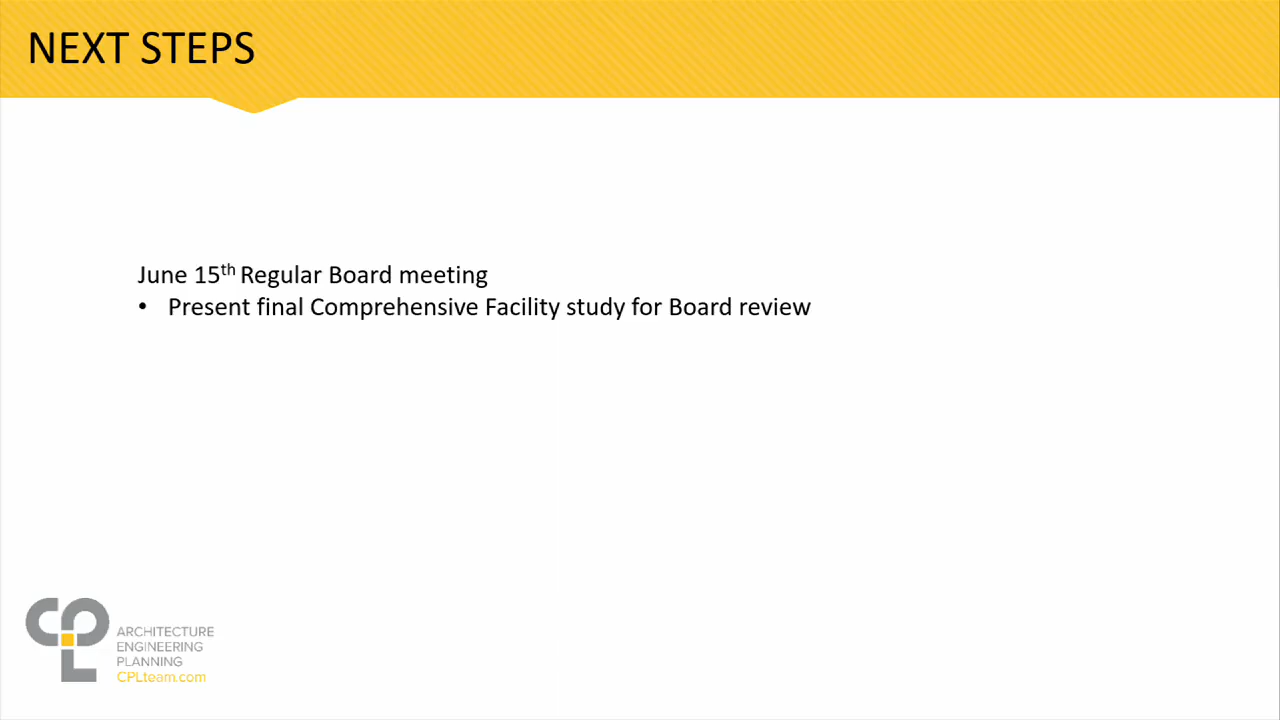 NEXT STEPS
June 15th Regular Board meeting
• Present final Comprehensive Facility study for Board review
CPL
ARCHITECTURE
ENGINEERING
PLANNING
CPLteam.com